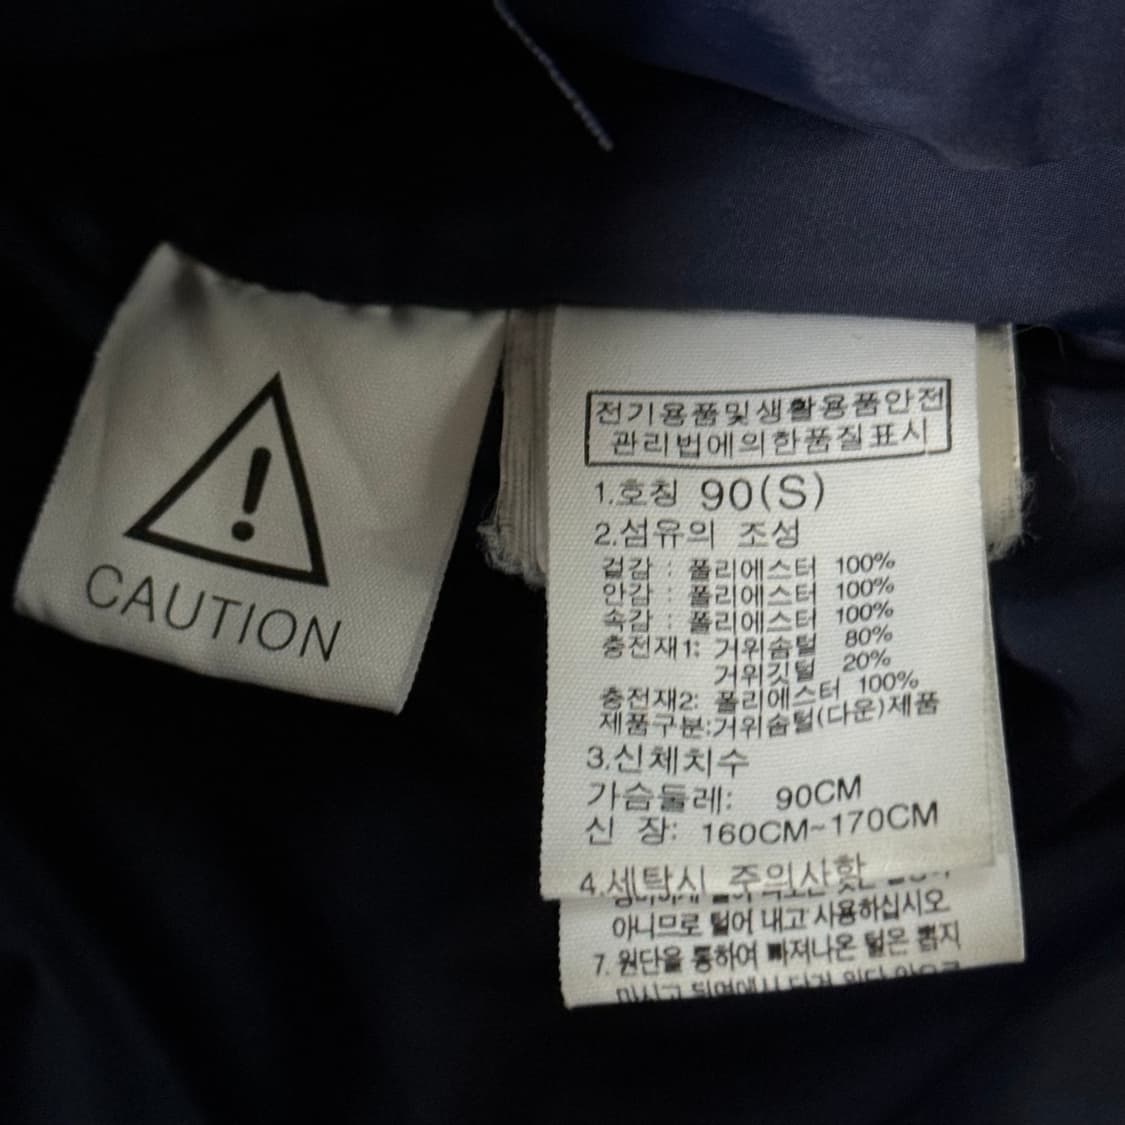 CAUTION
전기용품및생활용품안전
관리법에의한품질표시
1.호칭 90(S)
2.섬유의 조성
겉감 : 폴리에스터 100%
안감 : 폴리에스터 100%
속감 : 폴리에스터 100%
충전재1: 거위솜털 80%
거위깃털 20%
충전재2: 폴리에스터 100%
제품구분:거위솜털(다운)제품
3.신체치수
가슴둘레: 90CM
신 장: 160CM~170CM
4.세탁시 주의사항
아니므로 털어 내고 사용하십시오
7. 원단을 통하여 빠져나온 털은 뽑지
마시고